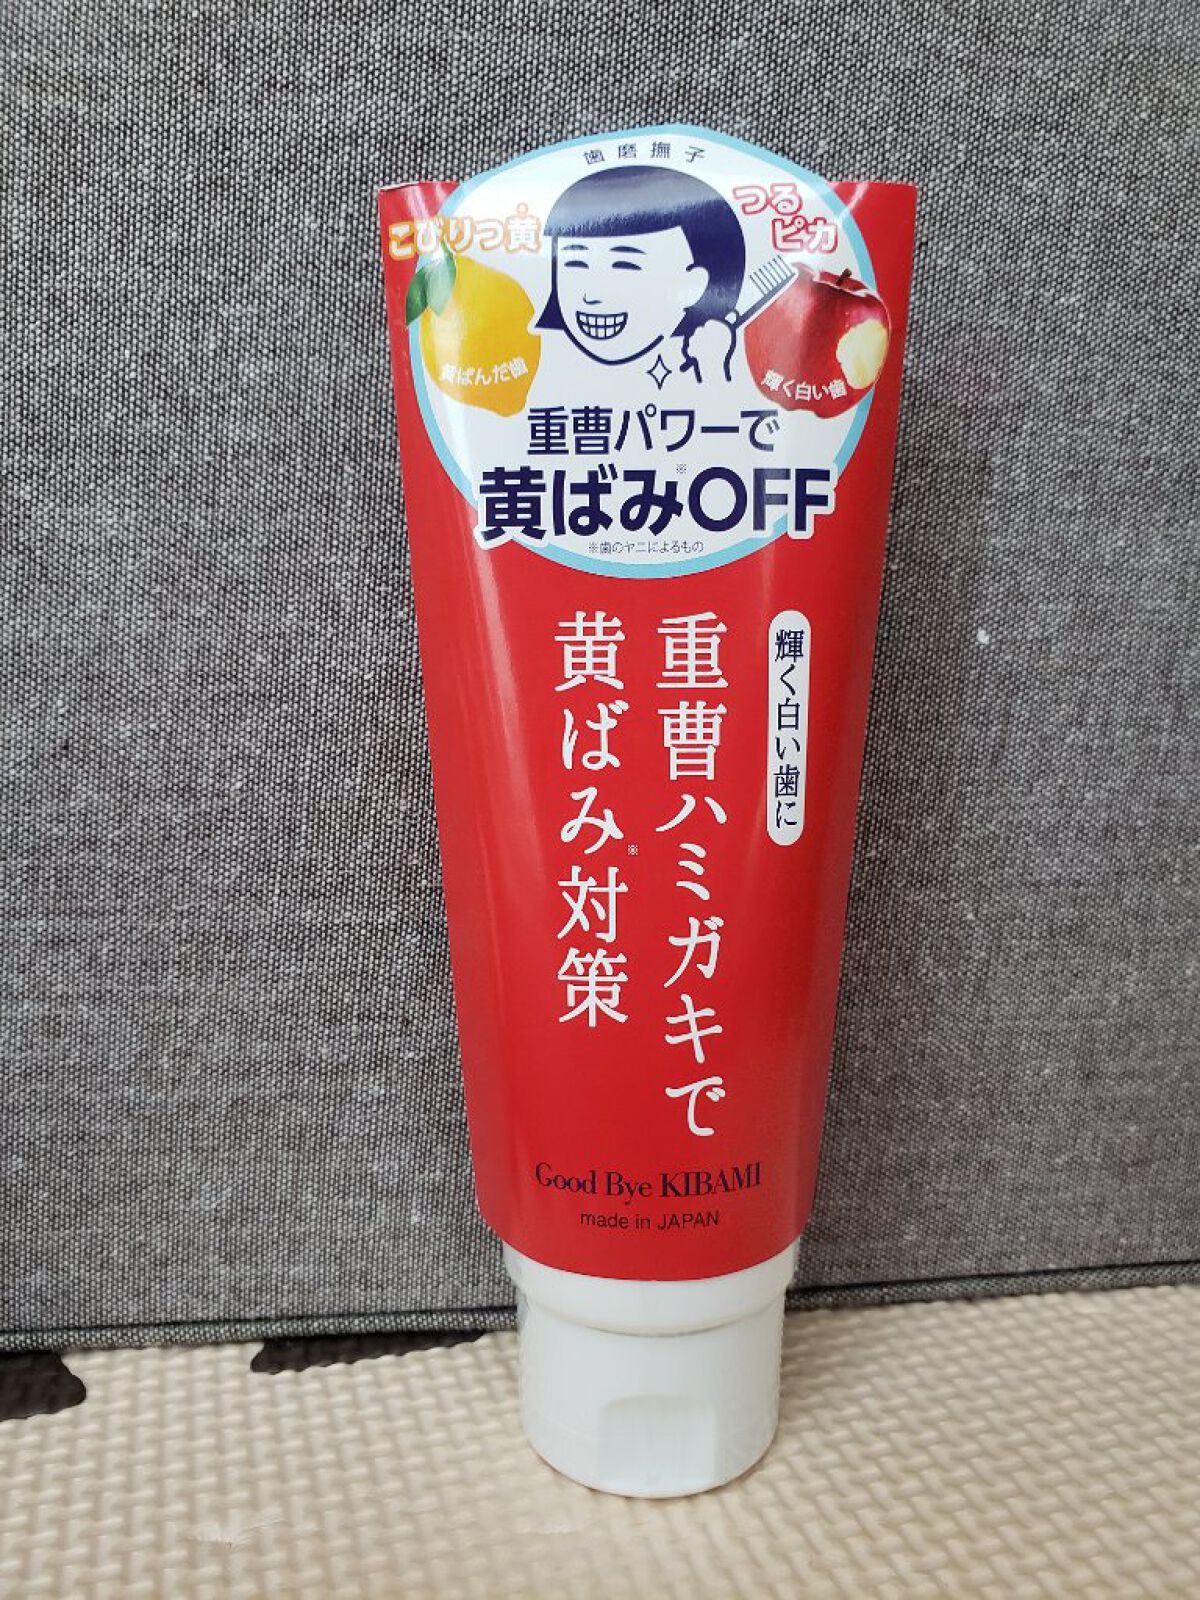 歯磨撫子
こびりつ黄
つる
ピカ
黄ばんだ歯
輝く白い歯
重曹パワーで
黄ばみ※OFF
※歯のヤニによるもの
輝く白い歯に
重曹ハミガキで
黄ばみ※対策
Good Bye KIBAMI
made in JAPAN